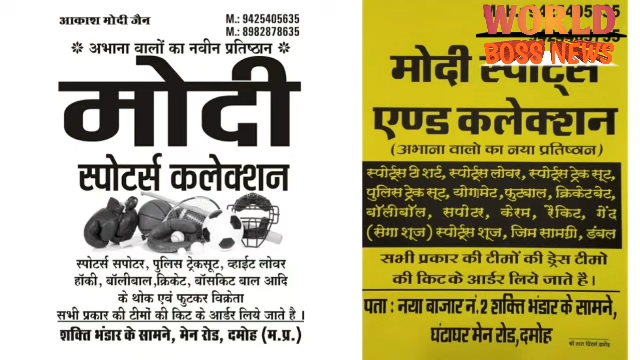 आकाश मोदी जैन
M.: 9425405635
M.: 8982878635
अभाना वालों का नवीन प्रतिष्ठान
मोदी
स्पोटर्स कलेक्शन
स्पोटर्स सपोटर, पुलिस ट्रेकसूट, व्हाईट लोवर
हॉकी, बॉलीबाल,क्रिकेट, बॉसकिट बाल आदि
के थोक एवं फुटकर विक्रेता
सभी प्रकार की टीमों की किट के आर्डर लिये जाते है।
शक्ति भंडार के सामने, मेन रोड, दमोह (म.प्र.)
WORLD
BOSS NEWS
मोदी स्पोर्ट्स
एण्ड कलेक्शन
(अभाना वालो का नया प्रतिष्ठान)
स्पोर्ट्स टी शर्ट, स्पोर्ट्स लोवर, स्पोर्ट्स ट्रेक सूट,
पुलिस ट्रेक सूट, योगमेट, फुटबाल, क्रिकेटबेट,
बॉलीबॉल, सपोटर, केरम, रैकिट, गेंद
(सेगा शूज) स्पोर्ट्स शूज, जिम सामग्री, डंबल
सभी प्रकार की टीमों की ड्रेस टीमो
की किट के आर्डर लिये जाते है।
पता : नया बाजार नं. 2 शक्ति भंडार के सामने,
घंटाघर मेन रोड,दमोह